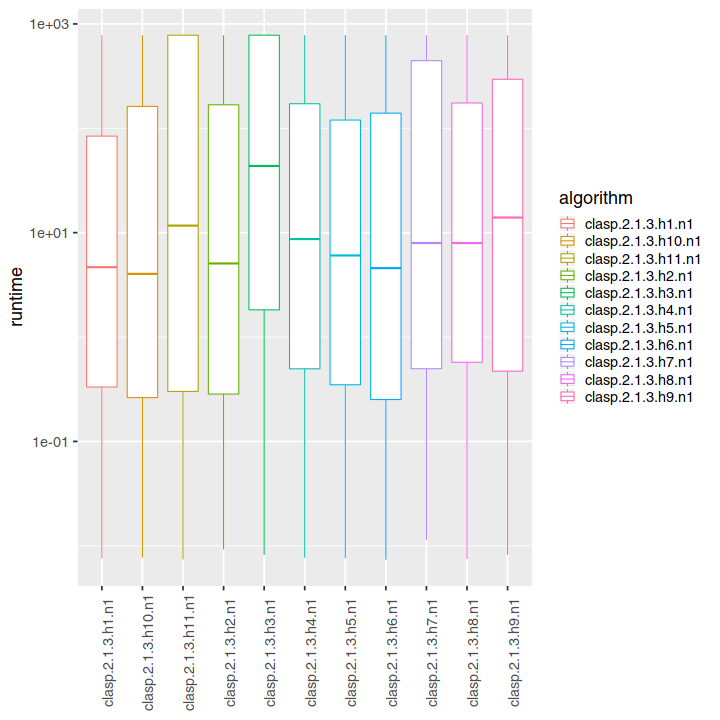 1e+03
1e+01
1e-01
runtime
clasp.2.1.3.h1.n1
clasp.2.1.3.h10.n1
clasp.2.1.3.h11.n1
clasp.2.1.3.h2.n1
clasp.2.1.3.h3.n1
clasp.2.1.3.h4.n1
clasp.2.1.3.h5.n1
clasp.2.1.3.h6.n1
clasp.2.1.3.h7.n1
clasp.2.1.3.h8.n1
clasp.2.1.3.h9.n1
algorithm
clasp.2.1.3.h1.n1
clasp.2.1.3.h10.n1
clasp.2.1.3.h11.n1
clasp.2.1.3.h2.n1
clasp.2.1.3.h3.n1
clasp.2.1.3.h4.n1
clasp.2.1.3.h5.n1
clasp.2.1.3.h6.n1
clasp.2.1.3.h7.n1
clasp.2.1.3.h8.n1
clasp.2.1.3.h9.n1